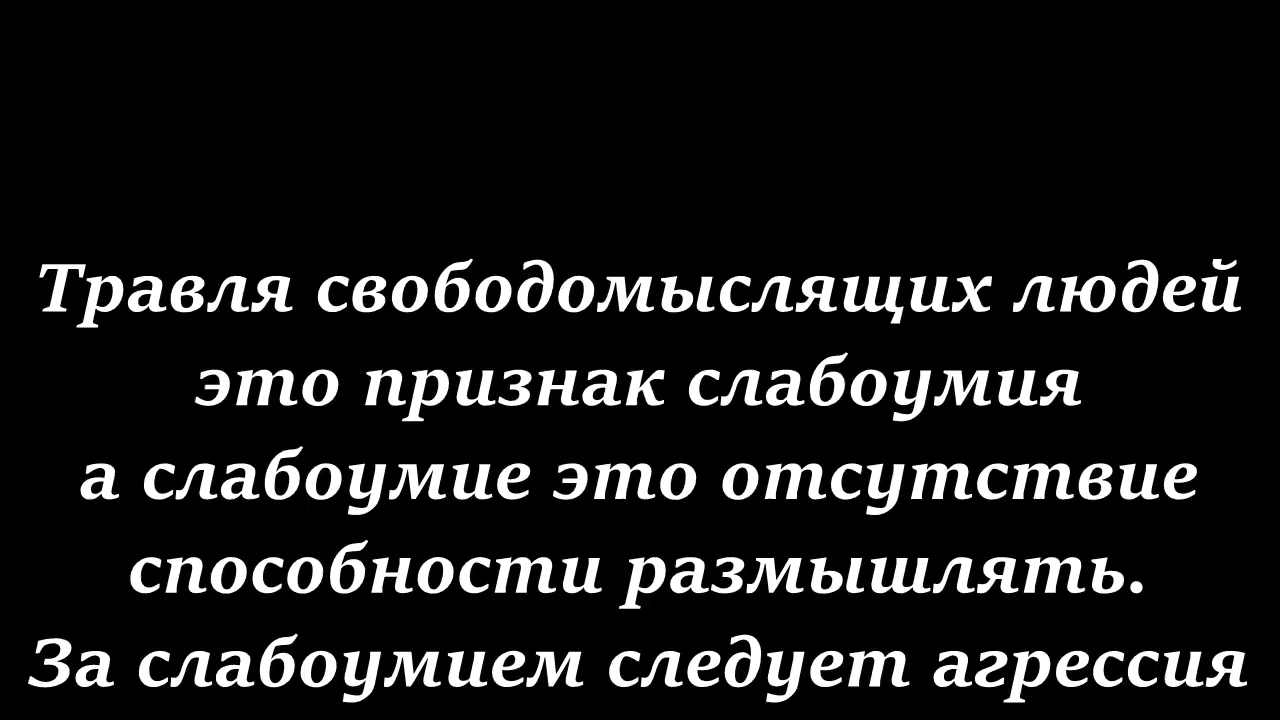 Травля свободомыслящих людей
это признак слабоумия
а слабоумие это отсутствие
способности размышлять.
За слабоумием следует агрессия